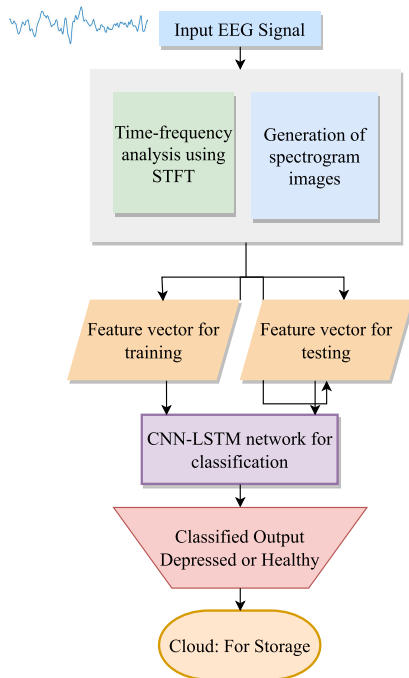 Input EEG Signal
Time-frequency
analysis using
STFT
Generation of
spectrogram
images
Feature vector for
training
Feature vector for
testing
CNN-LSTM network for
classification
Classified Output
Depressed or Healthy
Cloud: For Storage